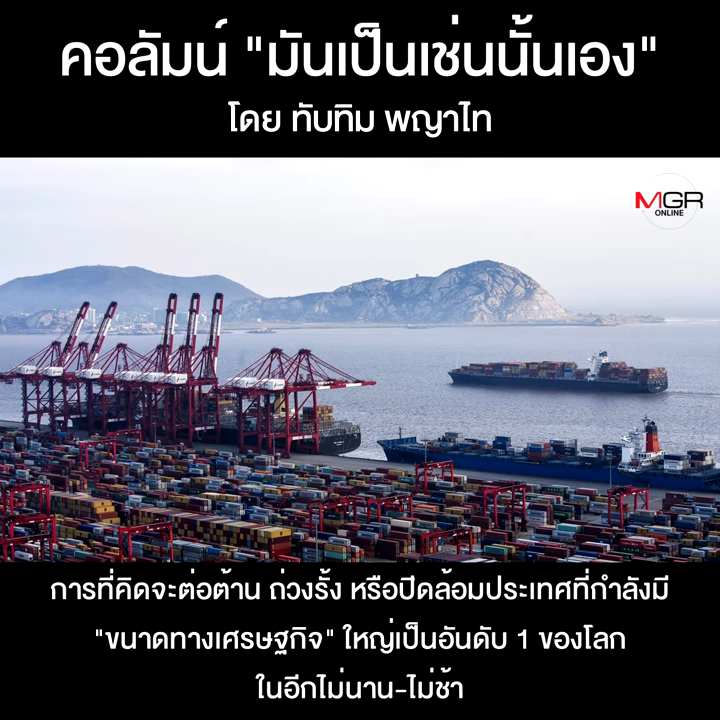 คอลัมน์ "มันเป็นเช่นนั้นเอง"
โดย ทับทิม พญาไท
MGR
ONLINE
การที่คิดจะต่อต้าน ถ่วงรั้ง หรือปิดล้อมประเทศที่กำลังมี
"ขนาดทางเศรษฐกิจ" ใหญ่เป็นอันดับ 1 ของโลก
ในอีกไม่นาน-ไม่ช้า